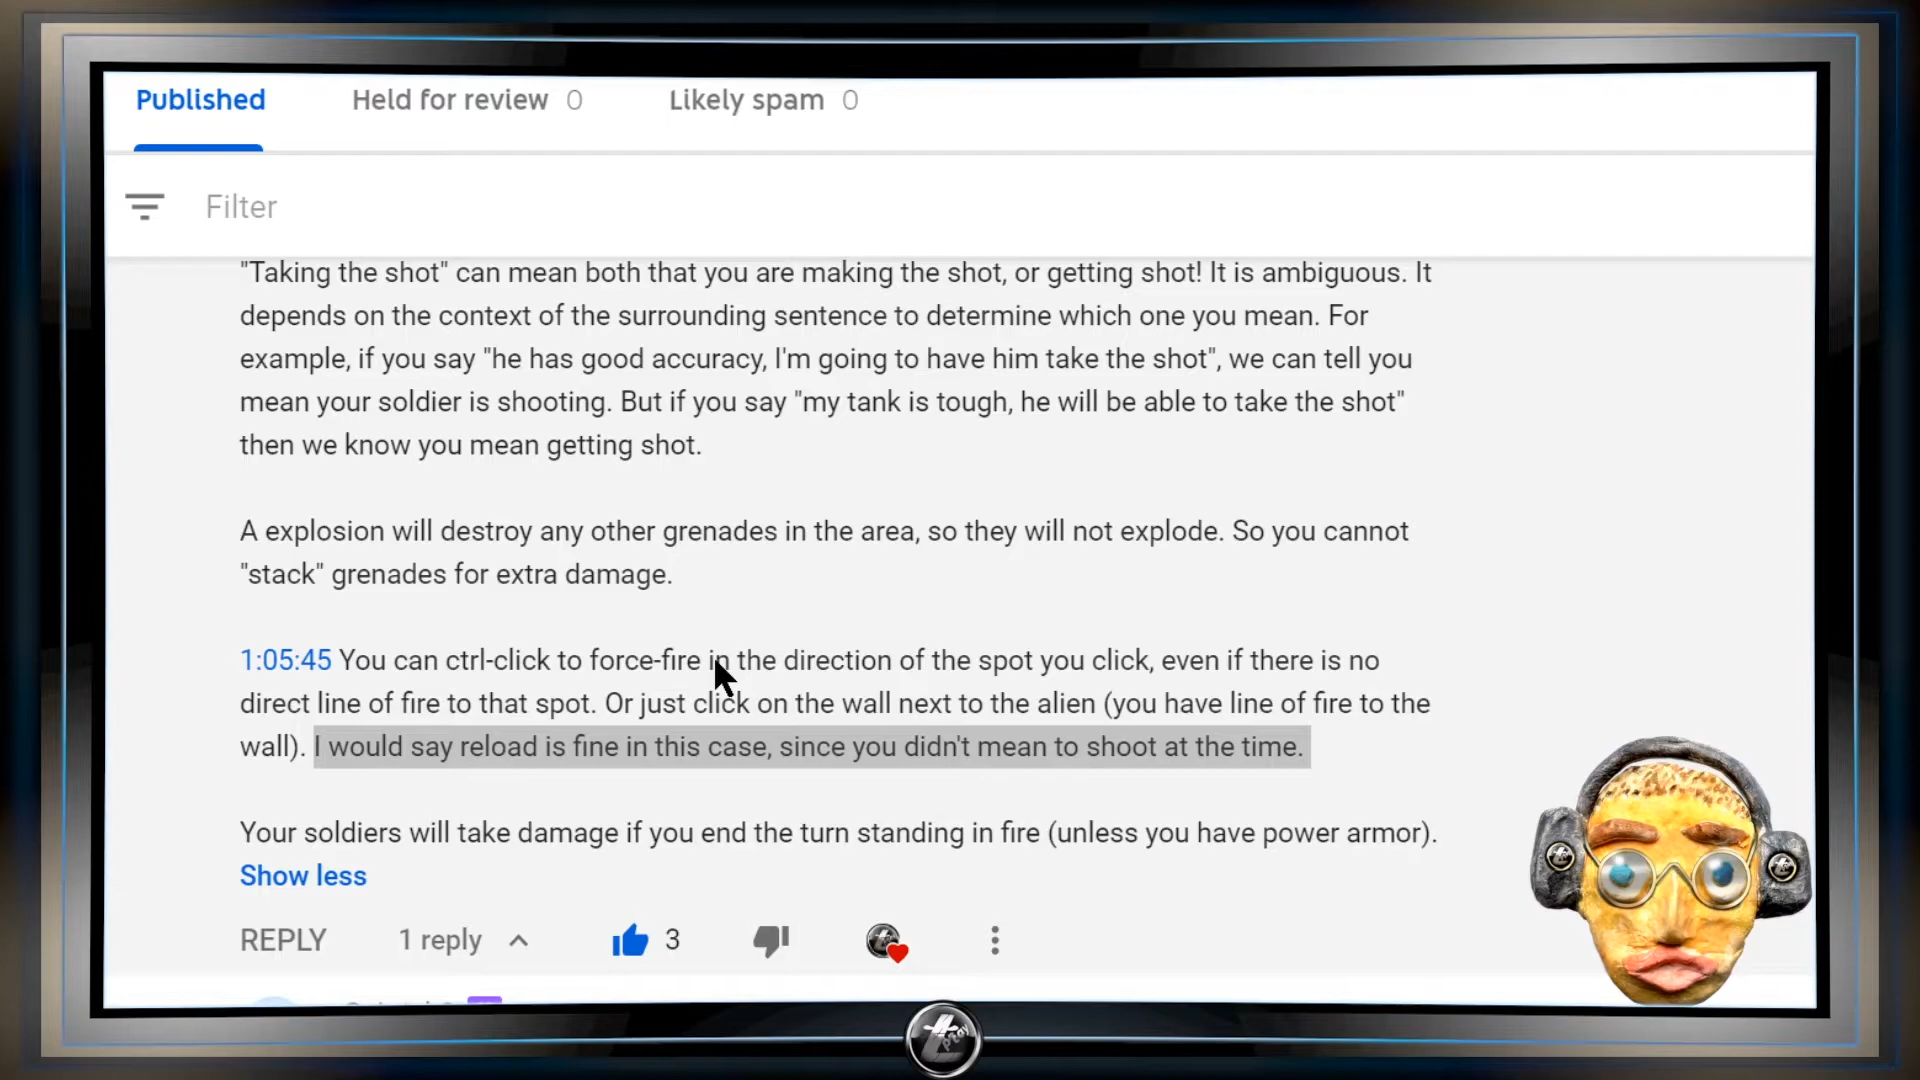 Published Held for review 0 Likely spam 0
Filter
"Taking the shot" can mean both that you are making the shot, or getting shot! It is ambiguous. It
depends on the context of the surrounding sentence to determine which one you mean. For
example, if you say "he has good accuracy, I'm going to have him take the shot", we can tell you
mean your soldier is shooting. But if you say "my tank is tough, he will be able to take the shot"
then we know you mean getting shot.
A explosion will destroy any other grenades in the area, so they will not explode. So you cannot
"stack" grenades for extra damage.
1:05:45 You can ctrl-click to force-fire in the direction of the spot you click, even if there is no
direct line of fire to that spot. Or just click on the wall next to the alien (you have line of fire to the
wall). I would say reload is fine in this case, since you didn't mean to shoot at the time.
Your soldiers will take damage if you end the turn standing in fire (unless you have power armor).
Show less
REPLY 1 reply 3